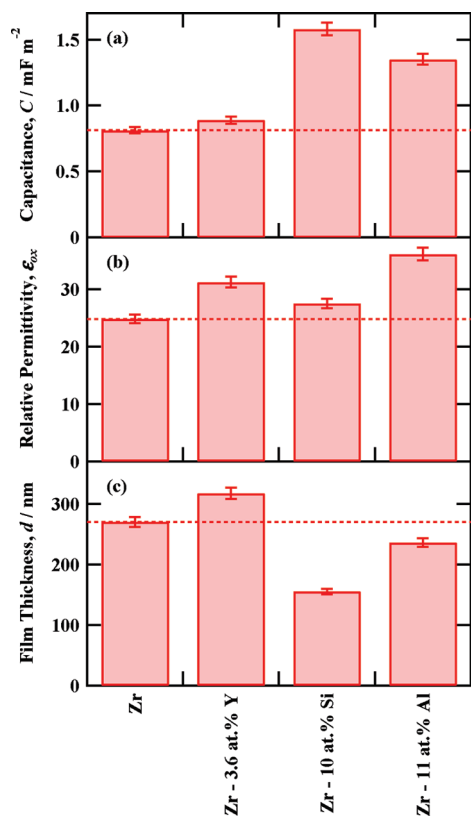 (a)
Capacitance, C / mF m⁻²
1.5
1.0
0.5
0
(b)
Relative Permittivity, εox
30
20
10
0
(c)
Film Thickness, d / nm
300
200
100
0
Zr
Zr - 3.6 at.% Y
Zr - 10 at.% Si
Zr - 11 at.% Al